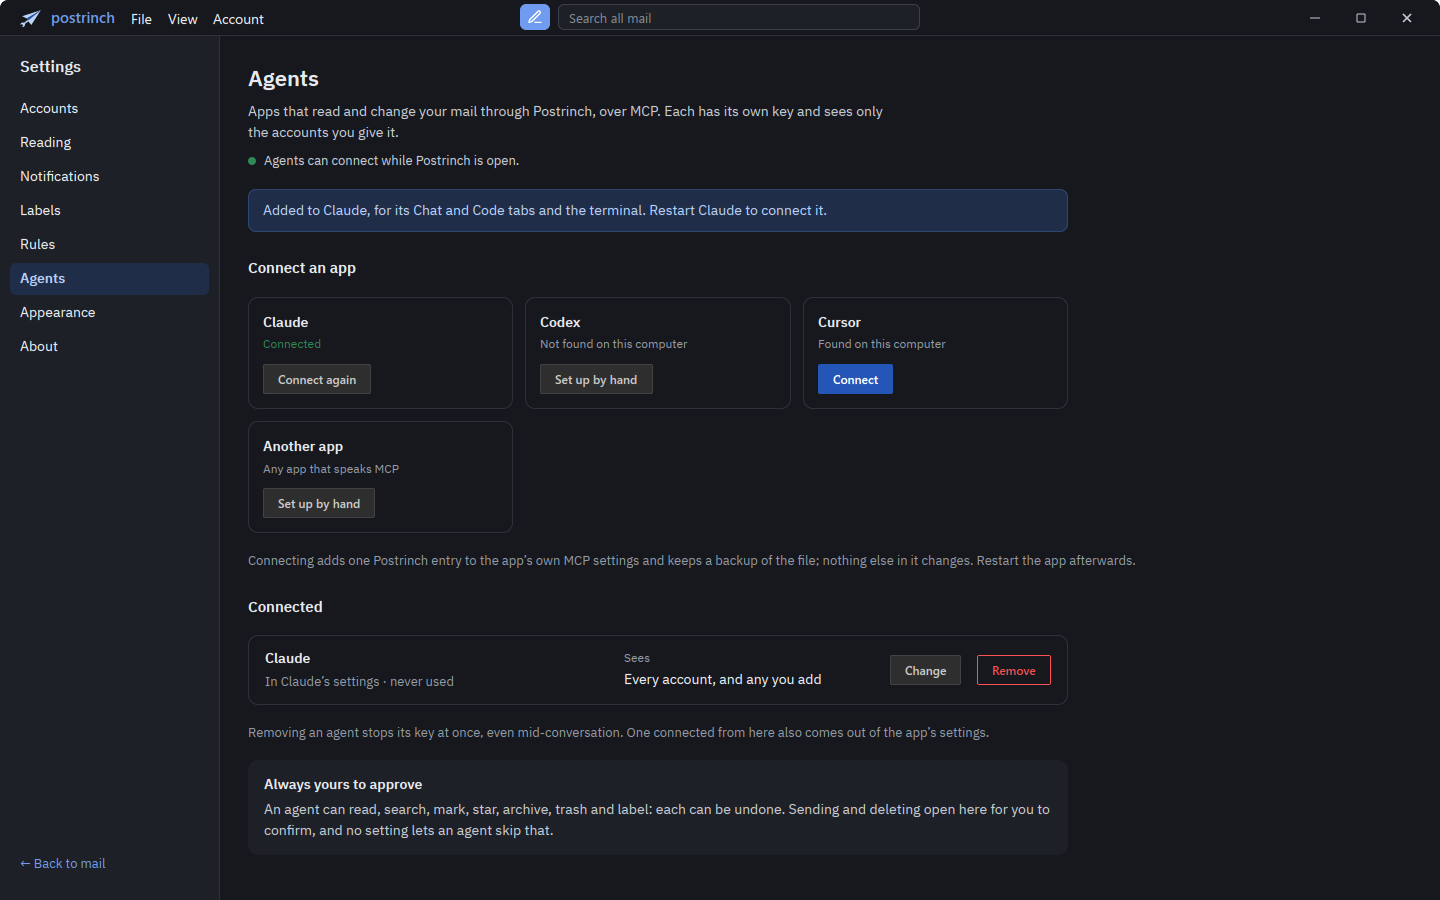 postrinch File View Account
Search all mail
Settings
Accounts
Reading
Notifications
Labels
Rules
Agents
Appearance
About
← Back to mail
Agents
Apps that read and change your mail through Postrinch, over MCP. Each has its own key and sees only
the accounts you give it.
Agents can connect while Postrinch is open.
Added to Claude, for its Chat and Code tabs and the terminal. Restart Claude to connect it.
Connect an app
Claude
Connected
Connect again
Codex
Not found on this computer
Set up by hand
Cursor
Found on this computer
Connect
Another app
Any app that speaks MCP
Set up by hand
Connecting adds one Postrinch entry to the app’s own MCP settings and keeps a backup of the file; nothing else in it changes. Restart the app afterwards.
Connected
Claude
In Claude’s settings · never used
Sees
Every account, and any you add
Change
Remove
Removing an agent stops its key at once, even mid-conversation. One connected from here also comes out of the app’s settings.
Always yours to approve
An agent can read, search, mark, star, archive, trash and label: each can be undone. Sending and deleting open here for you to
confirm, and no setting lets an agent skip that.